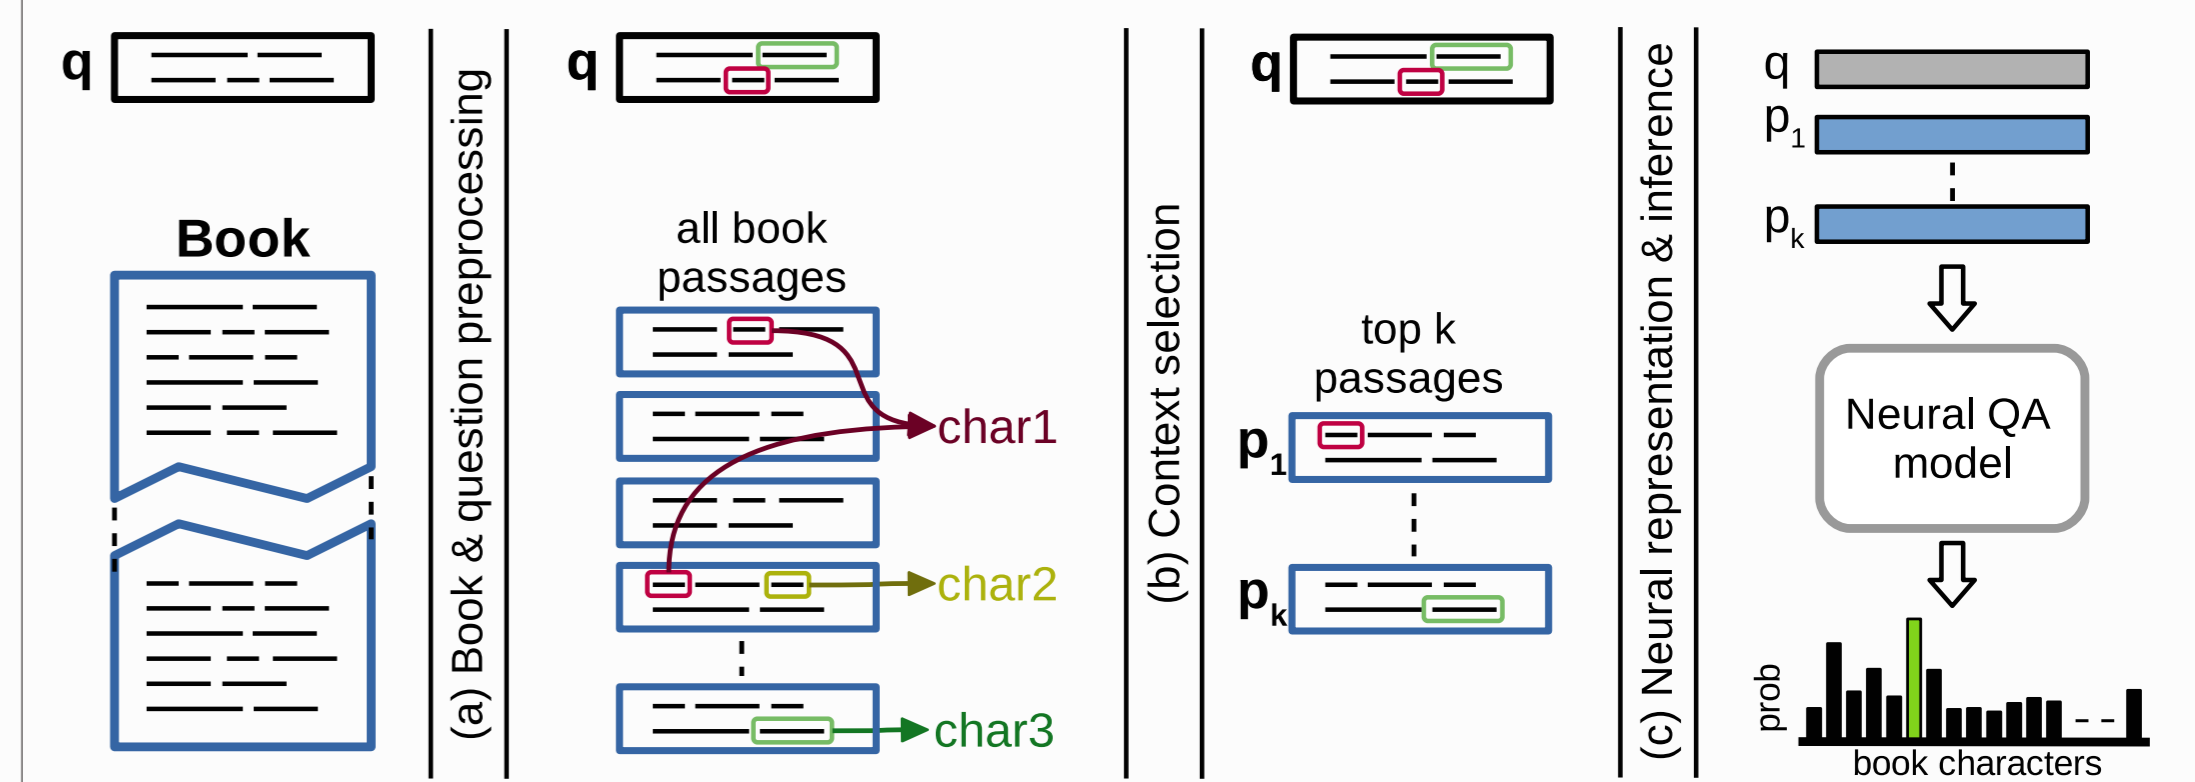 q
Book
(a) Book & question preprocessing
q
all book
passages
char1
char2
char3
(b) Context selection
q
top k
passages
p1
pk
(c) Neural representation & inference
q
p1
pk
Neural QA
model
prob
book characters